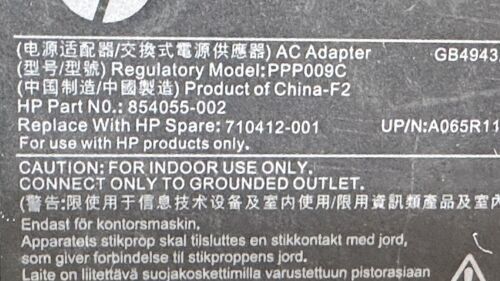 (电源适配器/交換式電源供應器) AC Adapter GB4943
(型号/型號) Regulatory Model:PPP009C
(中国制造/中國製造) Product of China-F2
HP Part N0.: 854055-002
Replace With HP Spare: 710412-001 UP/N:A065R11
For use with HP products only.
CAUTION: FOR INDOOR USE ONLY.
CONNECT ONLY TO GROUNDED OUTLET.
(警告:限使用于信息技术设备及室内使用/限用資訊類產品及室內
Endast för kontorsmaskin.
Apparatets stikprop skal tilsluttes en stikkontakt med jord,
som giver forbindelse til stikproppens jord.
Laite on liitettävä suojakoskettimilla varustettuun pistorasiaan